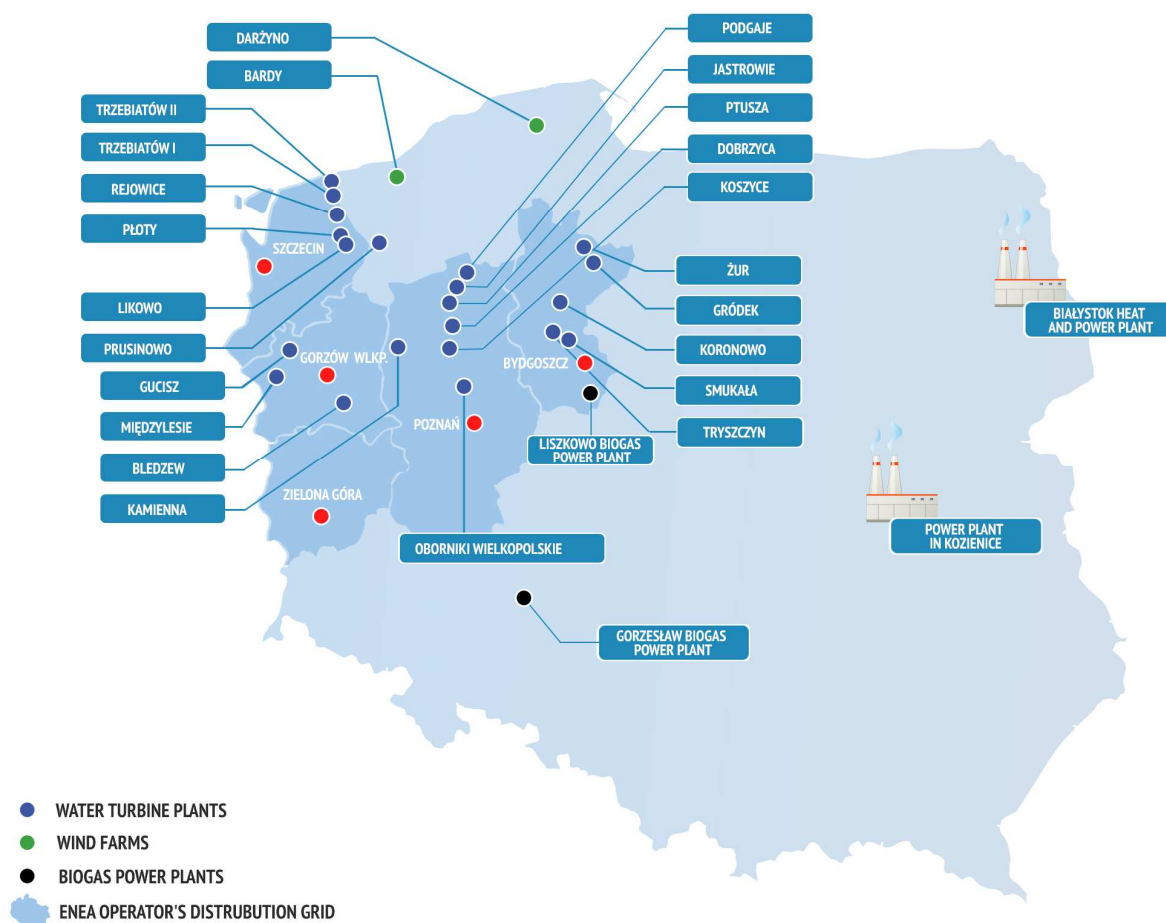 DARŻYNO
BARDY
TRZEBIATÓW II
TRZEBIATÓW I
REJOWICE
PŁOTY
LIKOWO
PRUSINOWO
GUCISZ
MIĘDZYLESIE
BLEDZEW
KAMIENNA
PODGAJE
JASTROWIE
PTUSZA
DOBRZYCA
KOSZYCE
ŻUR
GRÓDEK
KORONOWO
SMUKAŁA
TRYSZCZYN
SZCZECIN
GORZÓW WLKP.
BYDGOSZCZ
POZNAŃ
ZIELONA GÓRA
LISZKOWO BIOGAS
POWER PLANT
OBORNIKI WIELKOPOLSKIE
GORZESŁAW BIOGAS
POWER PLANT
BIAŁYSTOK HEAT
AND POWER PLANT
POWER PLANT
IN KOZIENICE
WATER TURBINE PLANTS
WIND FARMS
BIOGAS POWER PLANTS
ENEA OPERATOR'S DISTRUBUTION GRID